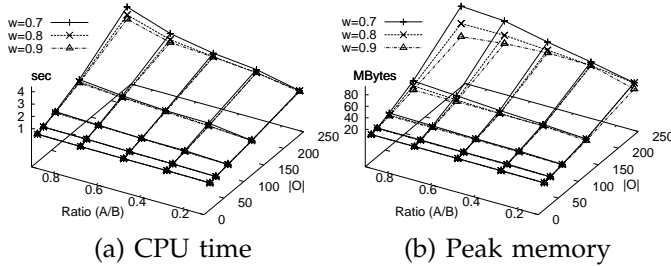 w=0.7
w=0.8
w=0.9
sec
4
3
2
1
0.8
0.6
0.4
0.2
Ratio (A/B)
0
50
100
150
200
250
|O|
(a) CPU time
w=0.7
w=0.8
w=0.9
MBytes
80
60
40
20
0.8
0.6
0.4
0.2
Ratio (A/B)
0
50
100
150
200
250
|O|
(b) Peak memory